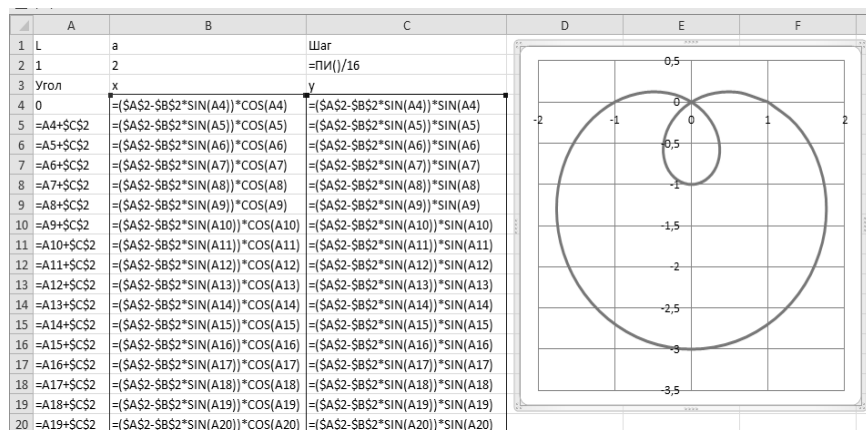 A B C D E F
1 L a Шаг
2 1 2 =ПИ()/16
3 Угол x y
4 0 =($A$2-$B$2*SIN(A4))*COS(A4) =($A$2-$B$2*SIN(A4))*SIN(A4)
5 =A4+$C$2 =($A$2-$B$2*SIN(A5))*COS(A5) =($A$2-$B$2*SIN(A5))*SIN(A5)
6 =A5+$C$2 =($A$2-$B$2*SIN(A6))*COS(A6) =($A$2-$B$2*SIN(A6))*SIN(A6)
7 =A6+$C$2 =($A$2-$B$2*SIN(A7))*COS(A7) =($A$2-$B$2*SIN(A7))*SIN(A7)
8 =A7+$C$2 =($A$2-$B$2*SIN(A8))*COS(A8) =($A$2-$B$2*SIN(A8))*SIN(A8)
9 =A8+$C$2 =($A$2-$B$2*SIN(A9))*COS(A9) =($A$2-$B$2*SIN(A9))*SIN(A9)
10 =A9+$C$2 =($A$2-$B$2*SIN(A10))*COS(A10) =($A$2-$B$2*SIN(A10))*SIN(A10)
11 =A10+$C$2 =($A$2-$B$2*SIN(A11))*COS(A11) =($A$2-$B$2*SIN(A11))*SIN(A11)
12 =A11+$C$2 =($A$2-$B$2*SIN(A12))*COS(A12) =($A$2-$B$2*SIN(A12))*SIN(A12)
13 =A12+$C$2 =($A$2-$B$2*SIN(A13))*COS(A13) =($A$2-$B$2*SIN(A13))*SIN(A13)
14 =A13+$C$2 =($A$2-$B$2*SIN(A14))*COS(A14) =($A$2-$B$2*SIN(A14))*SIN(A14)
15 =A14+$C$2 =($A$2-$B$2*SIN(A15))*COS(A15) =($A$2-$B$2*SIN(A15))*SIN(A15)
16 =A15+$C$2 =($A$2-$B$2*SIN(A16))*COS(A16) =($A$2-$B$2*SIN(A16))*SIN(A16)
17 =A16+$C$2 =($A$2-$B$2*SIN(A17))*COS(A17) =($A$2-$B$2*SIN(A17))*SIN(A17)
18 =A17+$C$2 =($A$2-$B$2*SIN(A18))*COS(A18) =($A$2-$B$2*SIN(A18))*SIN(A18)
19 =A18+$C$2 =($A$2-$B$2*SIN(A19))*COS(A19) =($A$2-$B$2*SIN(A19))*SIN(A19)
20 =A19+$C$2 =($A$2-$B$2*SIN(A20))*COS(A20) =($A$2-$B$2*SIN(A20))*SIN(A20)
0,5
0
-2 -1 0 1 2
-0,5
-1
-1,5
-2
-2,5
-3
-3,5